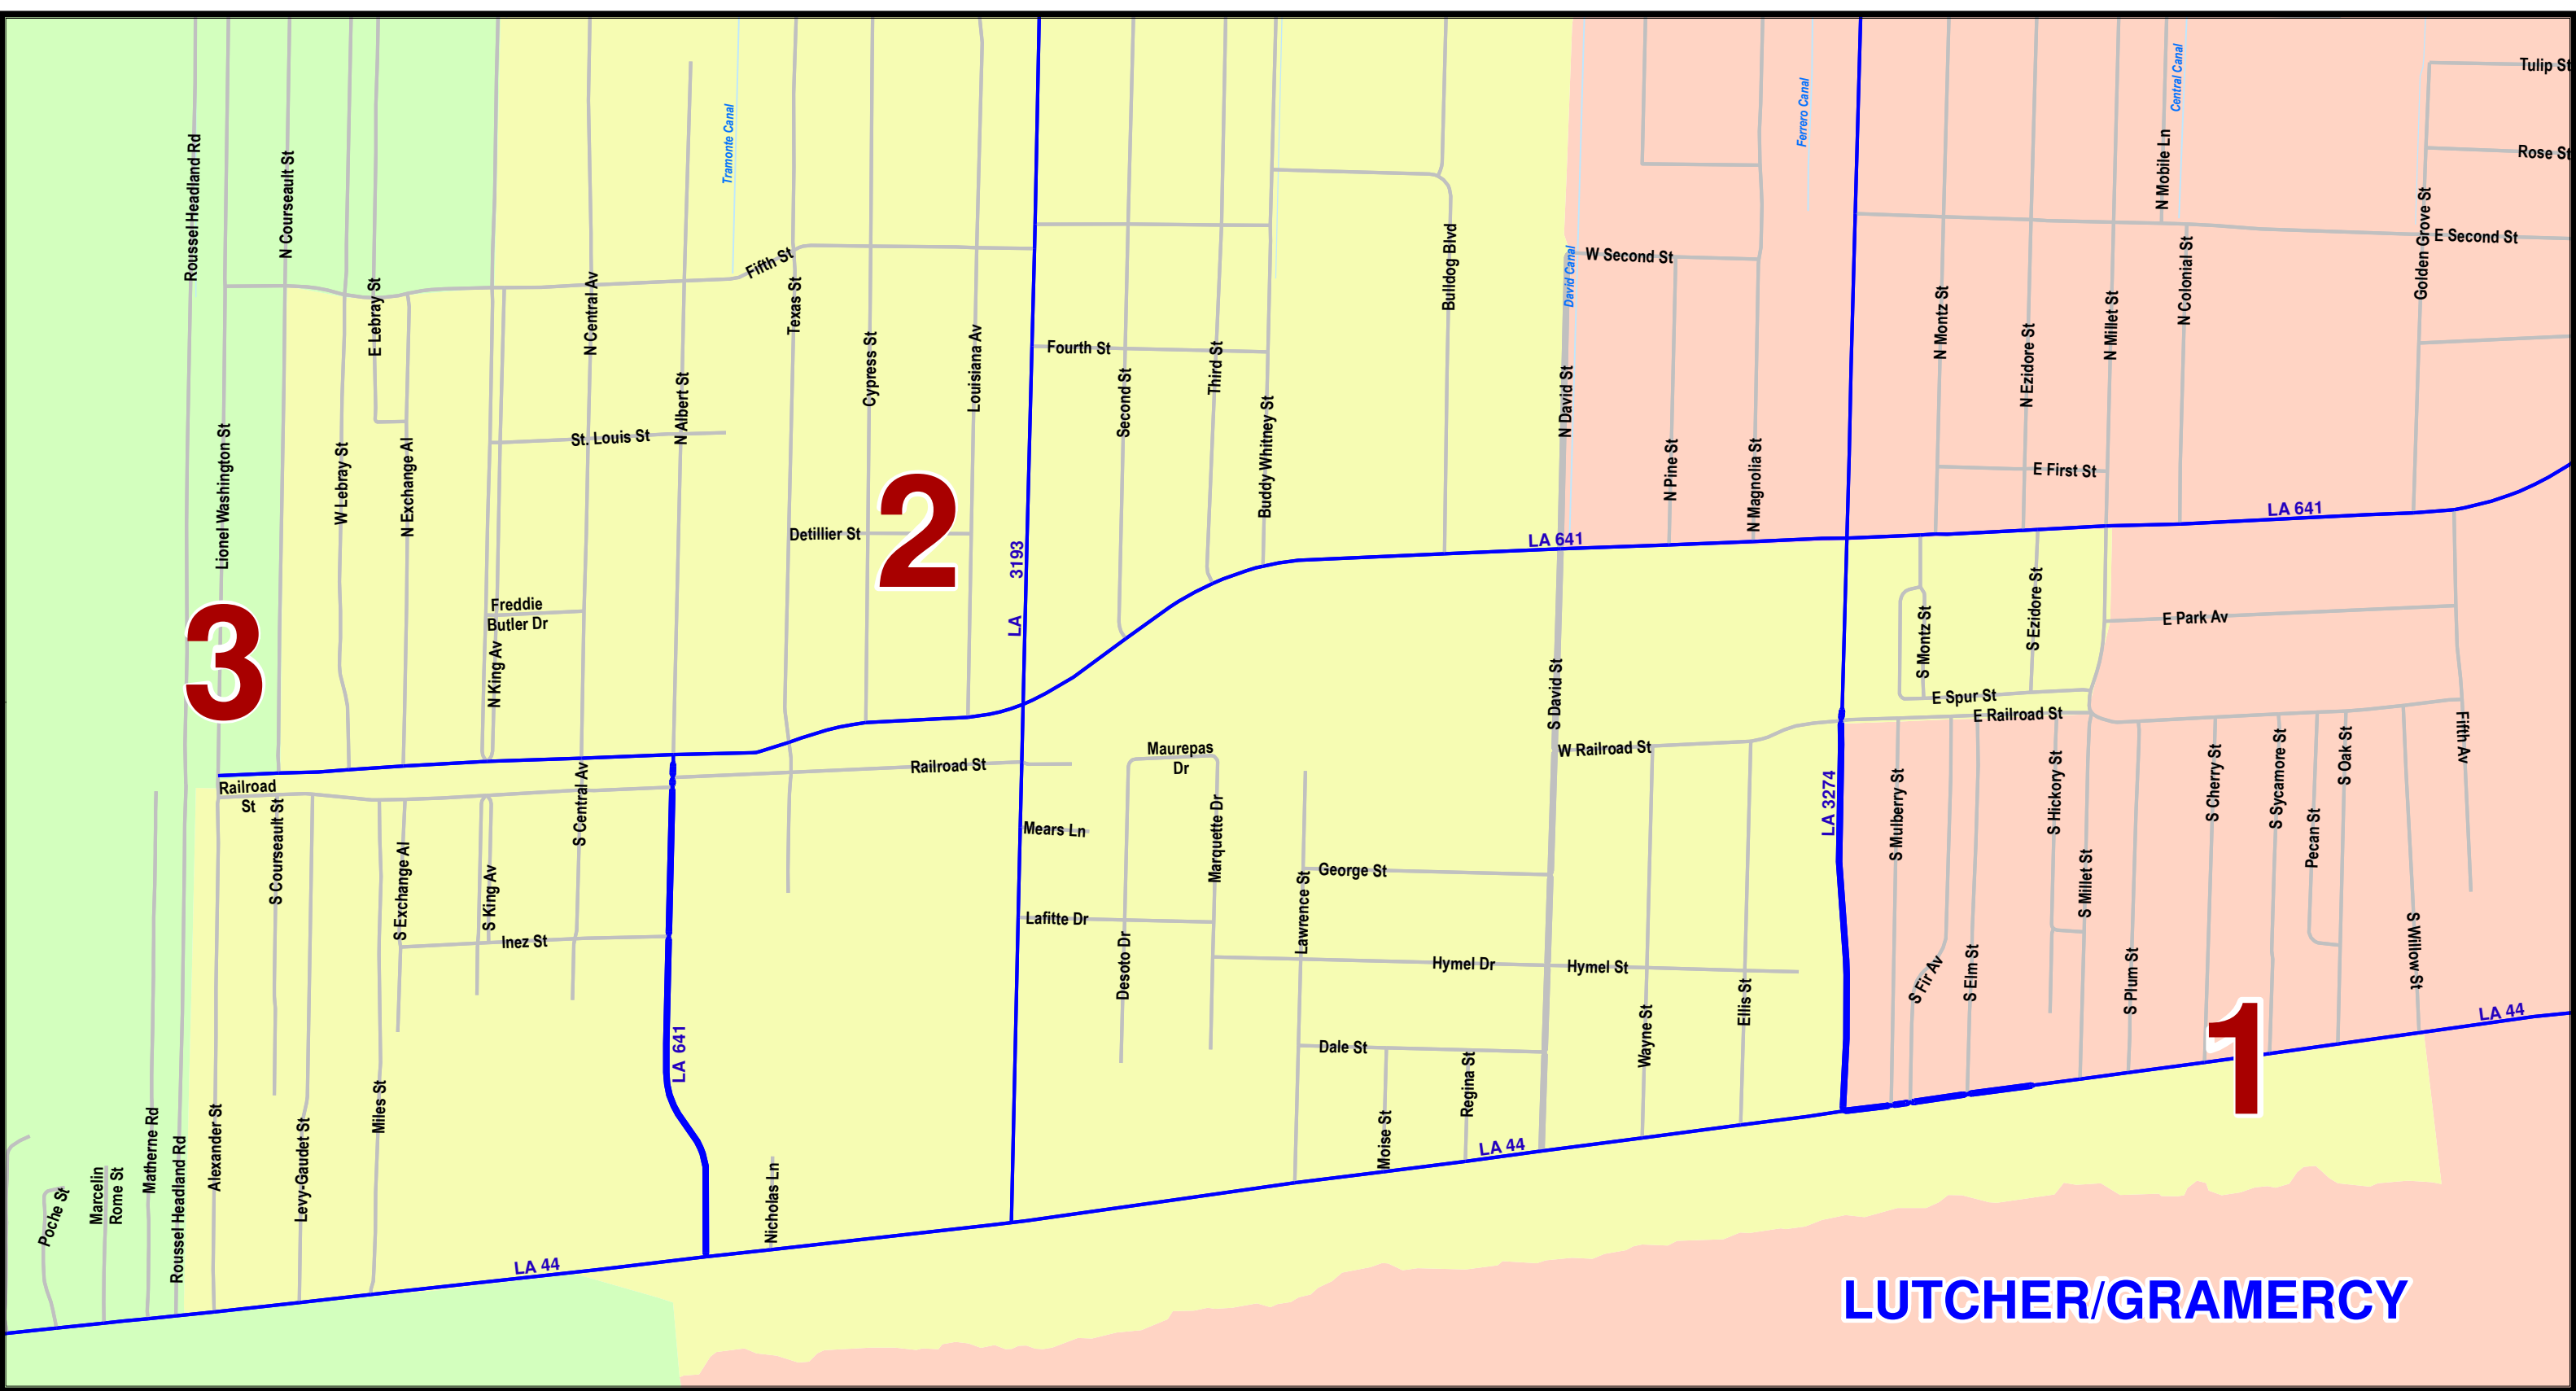 Tulip St
Rose St
Central Canal
Ferrero Canal
Tramonte Canal
Roussel Headland Rd
N Courseault St
N Mobile Ln
Golden Grove St
E Second St
W Second St
David Canal
Bulldog Blvd
Fifth St
Texas St
N Central Av
E Lebray St
N Colonial St
N Montz St
N Millet St
N Ezidore St
Fourth St
Third St
Second St
Louisiana Av
Cypress St
N Albert St
St. Louis St
Buddy Whitney St
N David St
N Pine St
N Magnolia St
E First St
Lionel Washington St
W Lebray St
N Exchange Al
2
Detillier St
LA 3193
LA 641
LA 641
Freddie
Butler Dr
N King Av
3
S Montz St
S Ezidore St
E Park Av
E Spur St
E Railroad St
S David St
W Railroad St
Maurepas
Dr
Railroad St
Railroad
St
S Courseault St
S Central Av
S Exchange Al
S King Av
Inez St
Mears Ln
Marquette Dr
Lafitte Dr
Desoto Dr
Lawrence St
George St
Hymel Dr
Hymel St
LA 3274
S Mulberry St
S Hickory St
S Millet St
S Cherry St
S Sycamore St
Pecan St
S Oak St
Fifth Av
S Willow St
S Fir Av
S Elm St
S Plum St
Wayne St
Ellis St
Dale St
Moise St
Regina St
LA 641
LA 44
1
LA 44
Miles St
Levy-Gaudet St
Alexander St
Roussel Headland Rd
Matherne Rd
Marcelin
Rome St
Poche St
Nicholas Ln
LA 44
LUTCHER/GRAMERCY